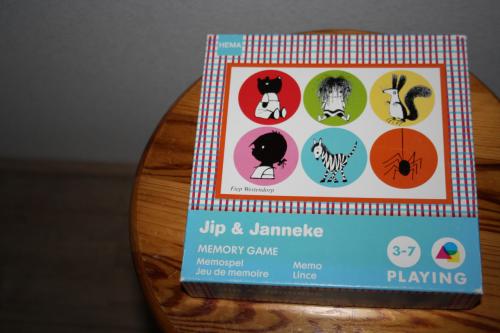 HEMA
Fiep Westendorp
Jip & Janneke
MEMORY GAME
Memospel
Jeu de memoire
Memo
Lince
3-7
PLAYING